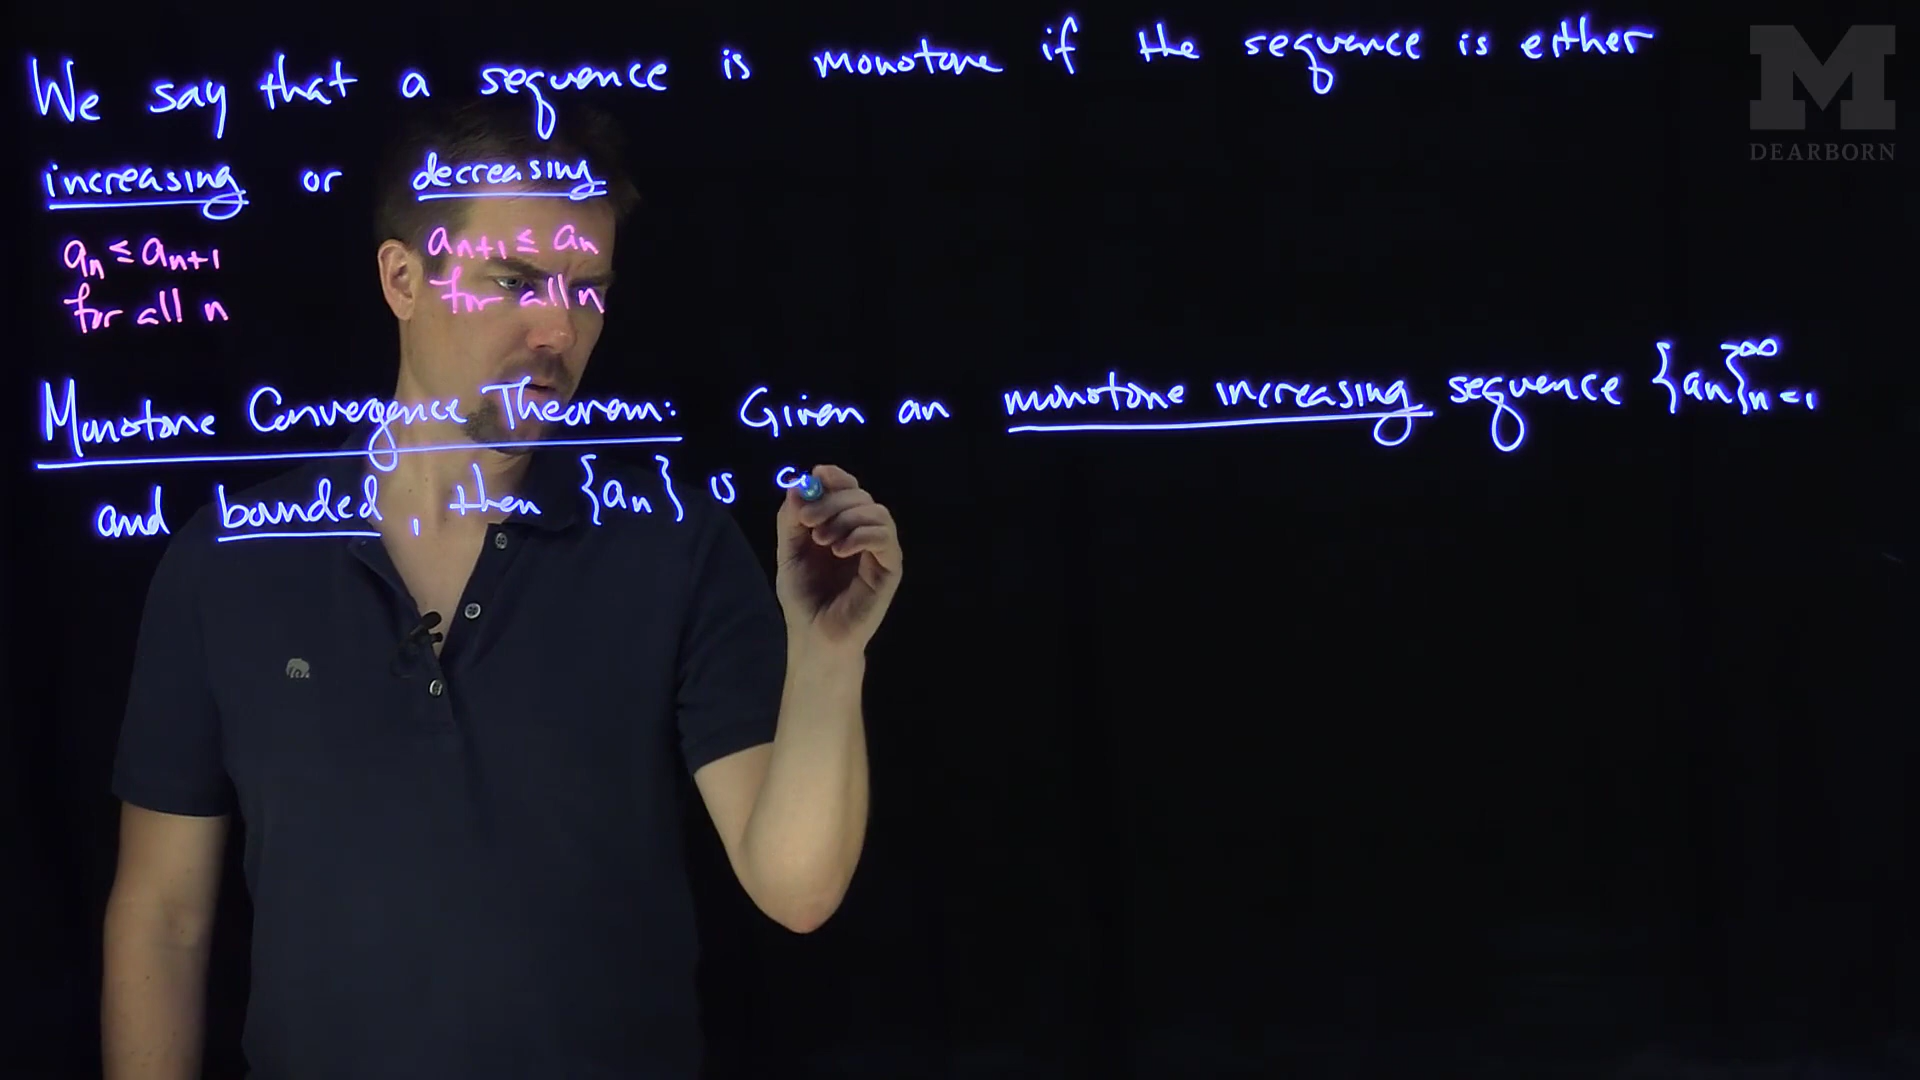 We say that a sequence is monotone if the sequence is either
increasing or decreasing
aₙ ≤ aₙ₊₁
for all n
aₙ₊₁ ≤ aₙ
for all n
Monotone Convergence Theorem: Given an monotone increasing sequence {aₙ}ₙ₌₁^∞
and bounded, then {aₙ} is
M
DEARBORN